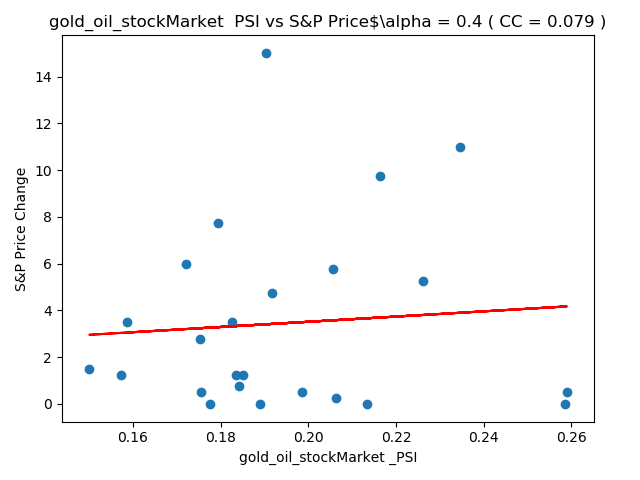 gold_oil_stockMarket  PSI vs S&P Price$\alpha = 0.4 ( CC = 0.079 )
14
12
10
8
6
4
2
0
S&P Price Change
0.16 0.18 0.20 0.22 0.24 0.26
gold_oil_stockMarket _PSI